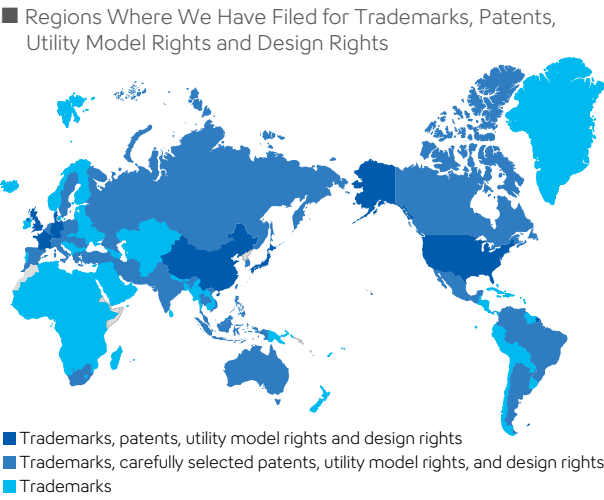 Regions Where We Have Filed for Trademarks, Patents,
Utility Model Rights and Design Rights
Trademarks, patents, utility model rights and design rights
Trademarks, carefully selected patents, utility model rights, and design rights
Trademarks